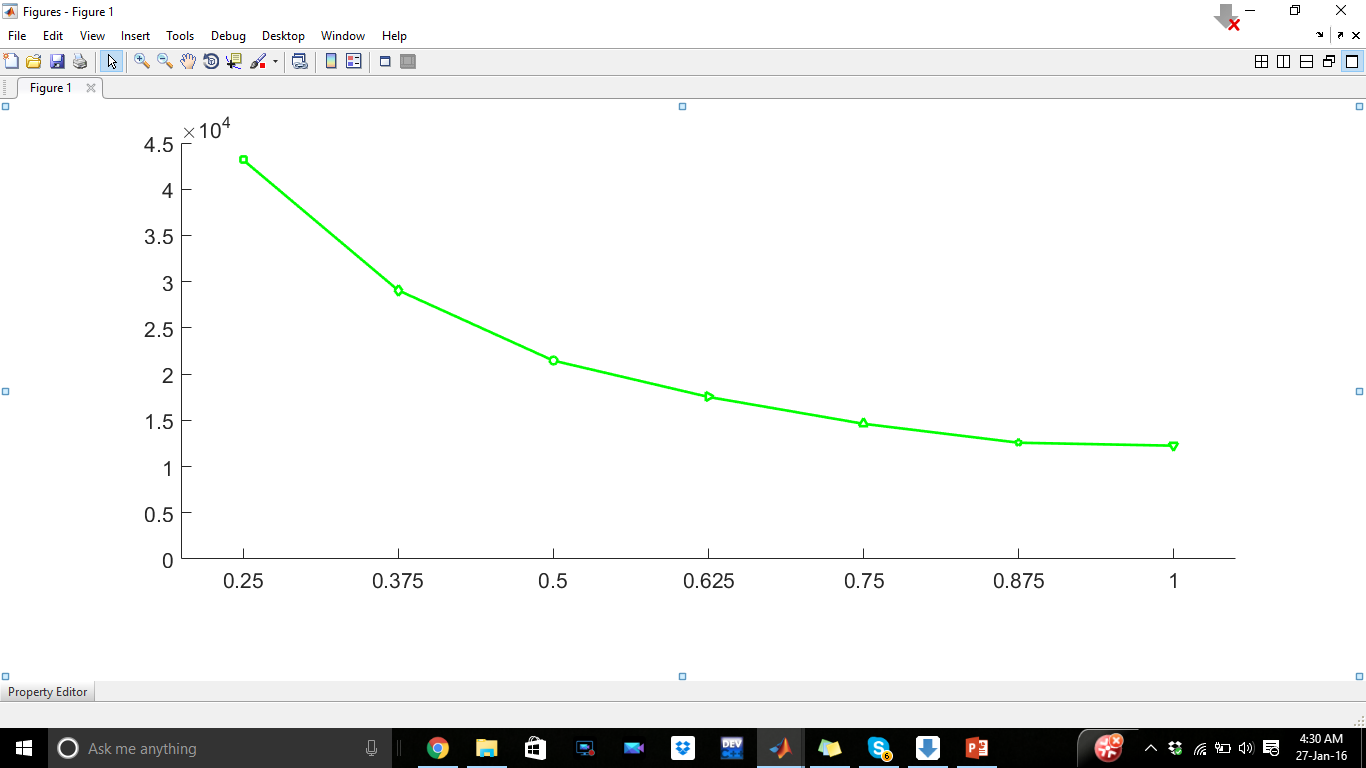 Figures - Figure 1
File Edit View Insert Tools Debug Desktop Window Help
Figure 1
×10⁴
4.5
4
3.5
3
2.5
2
1.5
1
0.5
0
0.25 0.375 0.5 0.625 0.75 0.875 1
Property Editor
Ask me anything
DEV
6
4:30 AM
27-Jan-16